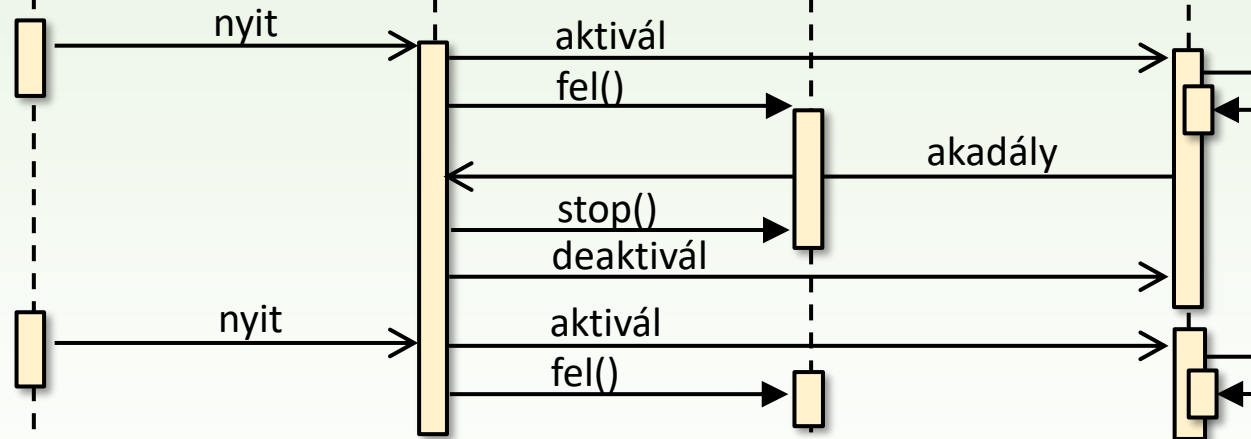 nyit
aktivál
fel()
akadály
stop()
deaktivál
nyit
aktivál
fel()